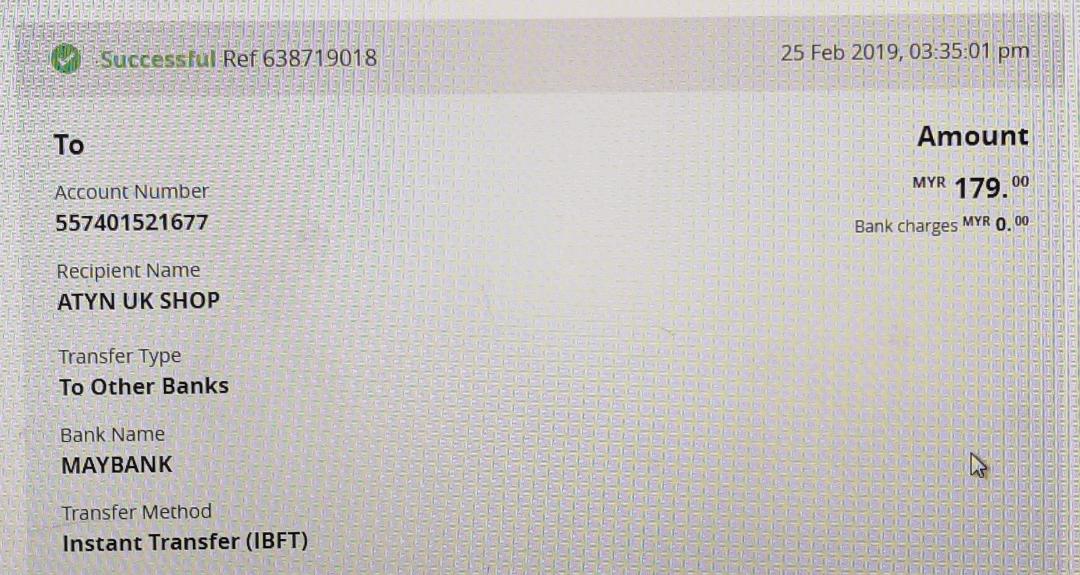 Successful Ref 638719018
25 Feb 2019, 03:35:01 pm
To
Account Number
557401521677
Recipient Name
ATYN UK SHOP
Transfer Type
To Other Banks
Bank Name
MAYBANK
Transfer Method
Instant Transfer (IBFT)
Amount
MYR 179.00
Bank charges MYR 0.00